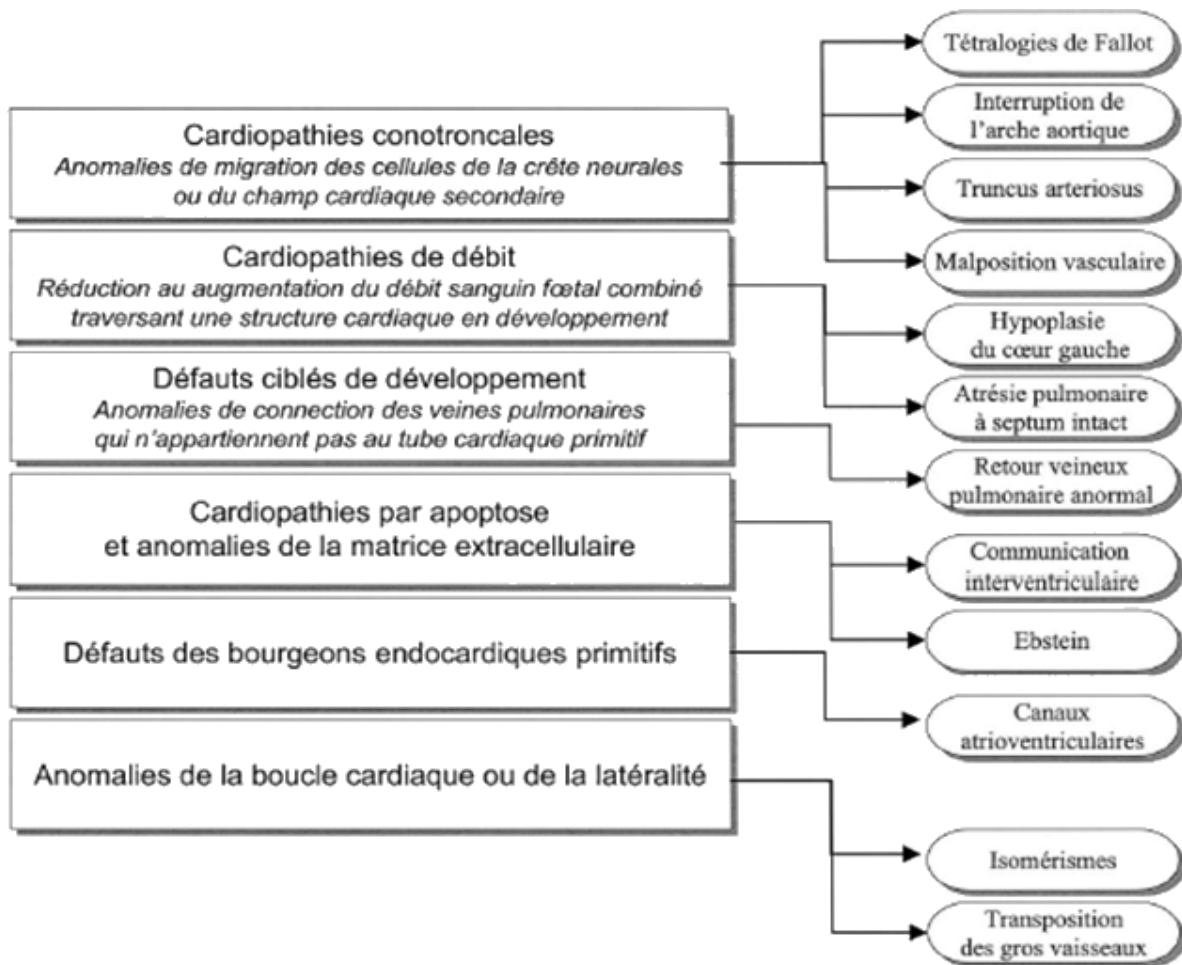 Cardiopathies conotroncales
Anomalies de migration des cellules de la crête neurales
ou du champ cardiaque secondaire
Cardiopathies de débit
Réduction au augmentation du débit sanguin fœtal combiné
traversant une structure cardiaque en développement
Défauts ciblés de développement
Anomalies de connection des veines pulmonaires
qui n'appartiennent pas au tube cardiaque primitif
Cardiopathies par apoptose
et anomalies de la matrice extracellulaire
Défauts des bourgeons endocardiques primitifs
Anomalies de la boucle cardiaque ou de la latéralité
Tétralogies de Fallot
Interruption de
l'arche aortique
Truncus arteriosus
Malposition vasculaire
Hypoplasie
du cœur gauche
Atrésie pulmonaire
à septum intact
Retour veineux
pulmonaire anormal
Communication
interventriculaire
Ebstein
Canaux
atrioventriculaires
Isomérismes
Transposition
des gros vaisseaux